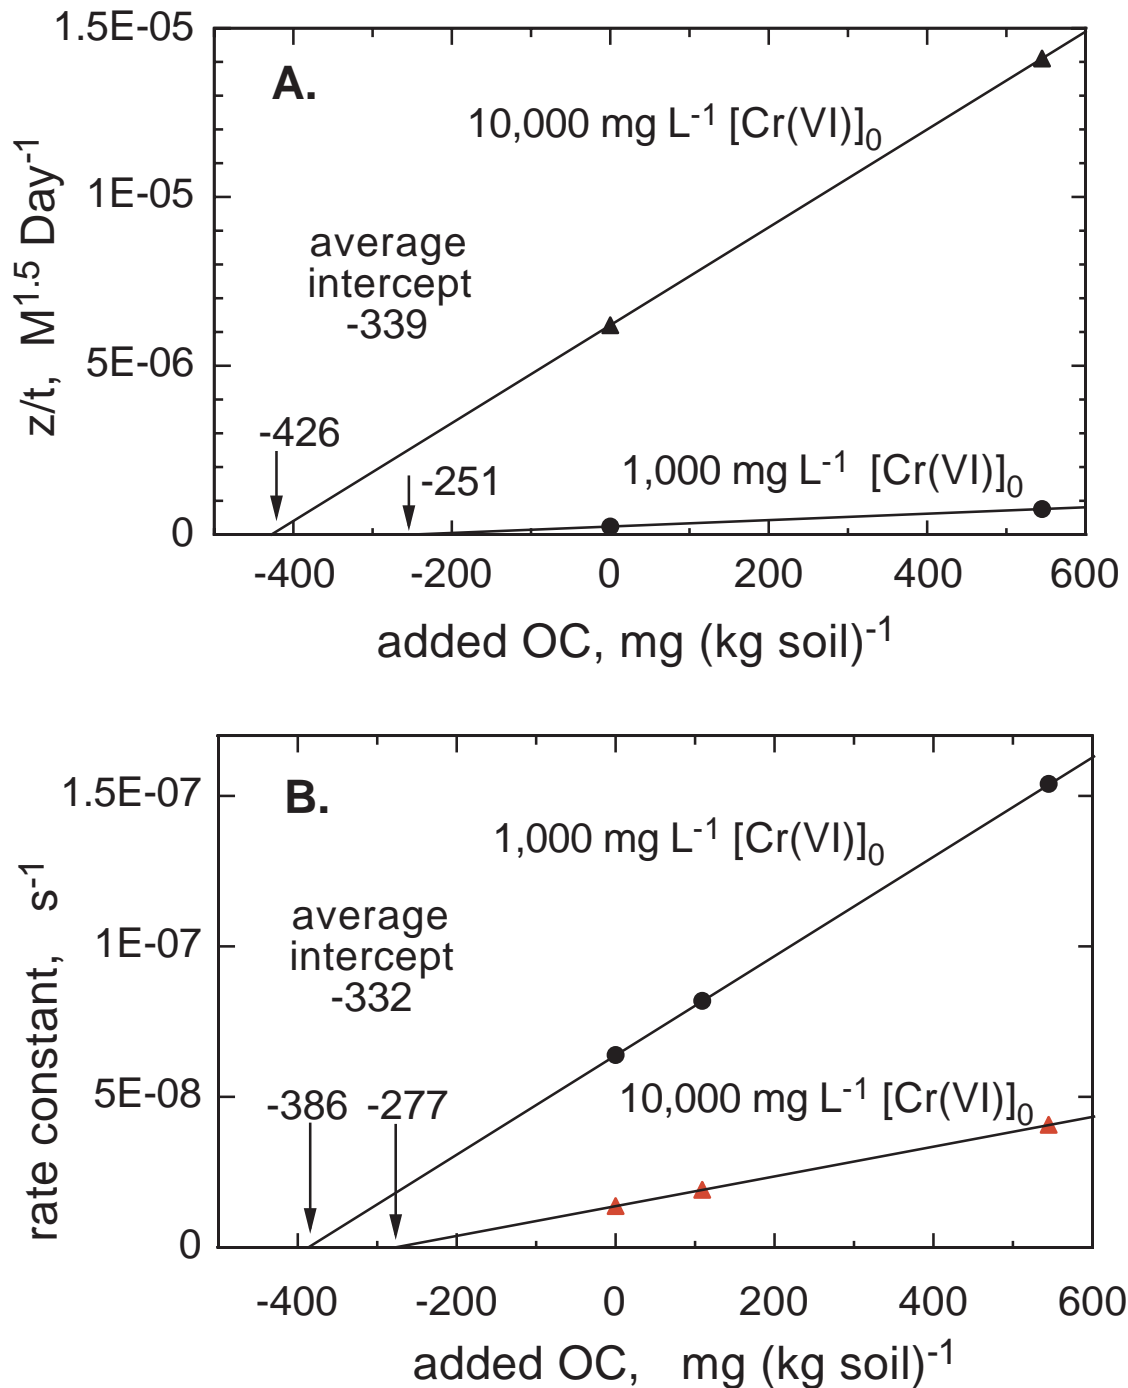 1.5E-05
A.
10,000 mg L-1 [Cr(VI)]0
1E-05
z/t, M1.5 Day-1
average
intercept
-339
5E-06
-426
-251
1,000 mg L-1 [Cr(VI)]0
0
-400 -200 0 200 400 600
added OC, mg (kg soil)-1
1.5E-07
B.
1,000 mg L-1 [Cr(VI)]0
rate constant, s-1
average
intercept
-332
1E-07
5E-08
-386 -277
10,000 mg L-1 [Cr(VI)]0
0
-400 -200 0 200 400 600
added OC, mg (kg soil)-1